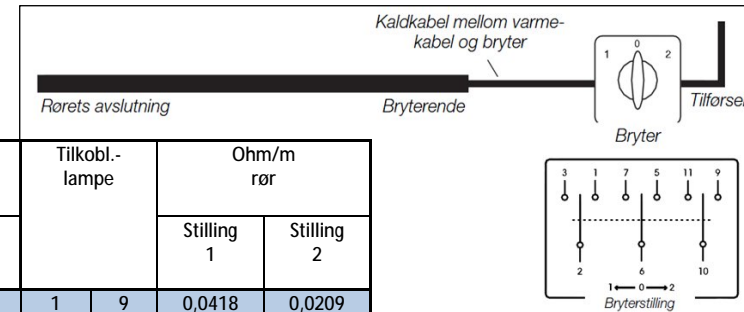 Kaldkabel mellom varme-
kabel og bryter
0
1 2
Rørets avslutning
Bryterende
Tilførsel
Bryter
Tilkobl.-
lampe
Ohm/m
rør
Stilling
1
Stilling
2
1 9 0,0418 0,0209
3 1 7 5 11 9
2 6 10
1 0 2
Bryterstilling